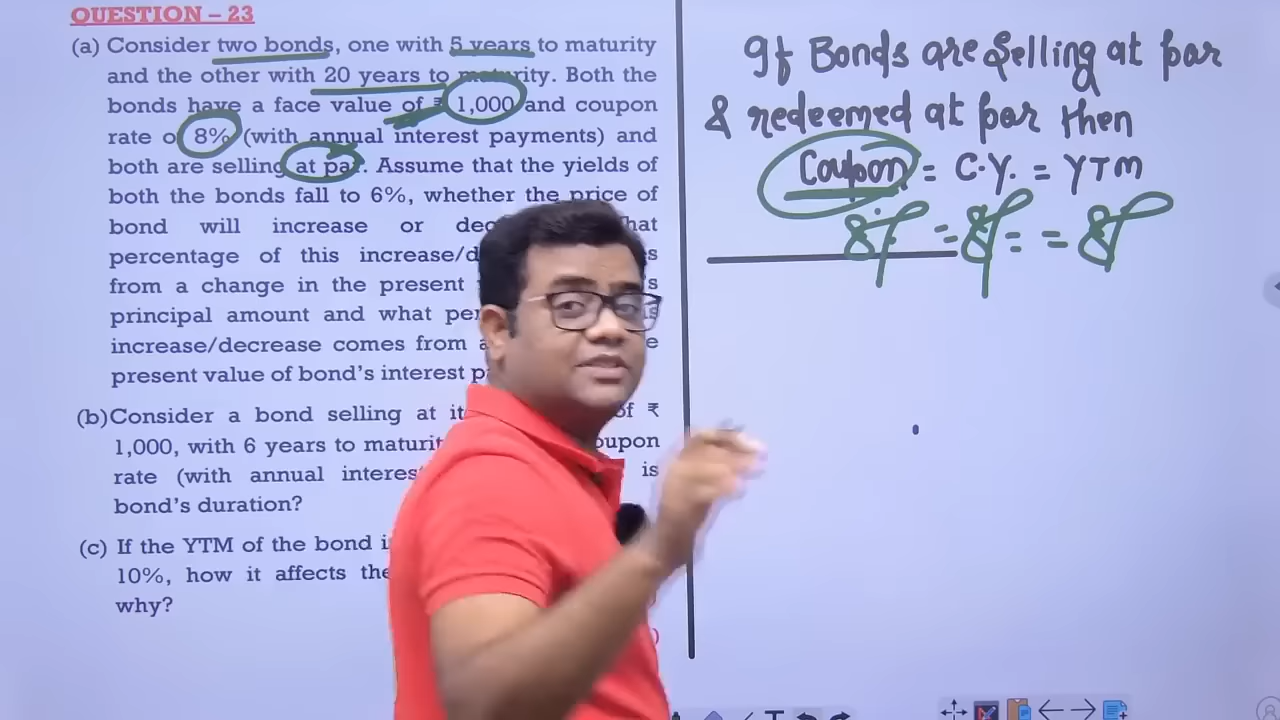 QUESTION – 23
(a) Consider two bonds, one with 5 years to maturity
and the other with 20 years to maturity. Both the
bonds have a face value of ₹ 1,000 and coupon
rate of 8% (with annual interest payments) and
both are selling at par. Assume that the yields of
both the bonds fall to 6%, whether the price of
bond will increase or
percentage of this
from a change in the present
principal amount and what
increase/decrease comes from
present value of bond's interest
(b) Consider a bond selling at of ₹
1,000, with 6 years to coupon
rate (with annual is
bond's duration?
(c) If the YTM of the bond
10%, how it affects the
why?
If Bonds are Selling at par
& redeemed at par then
Coupon = C.Y. = YTM
8% = 8% = = 8%